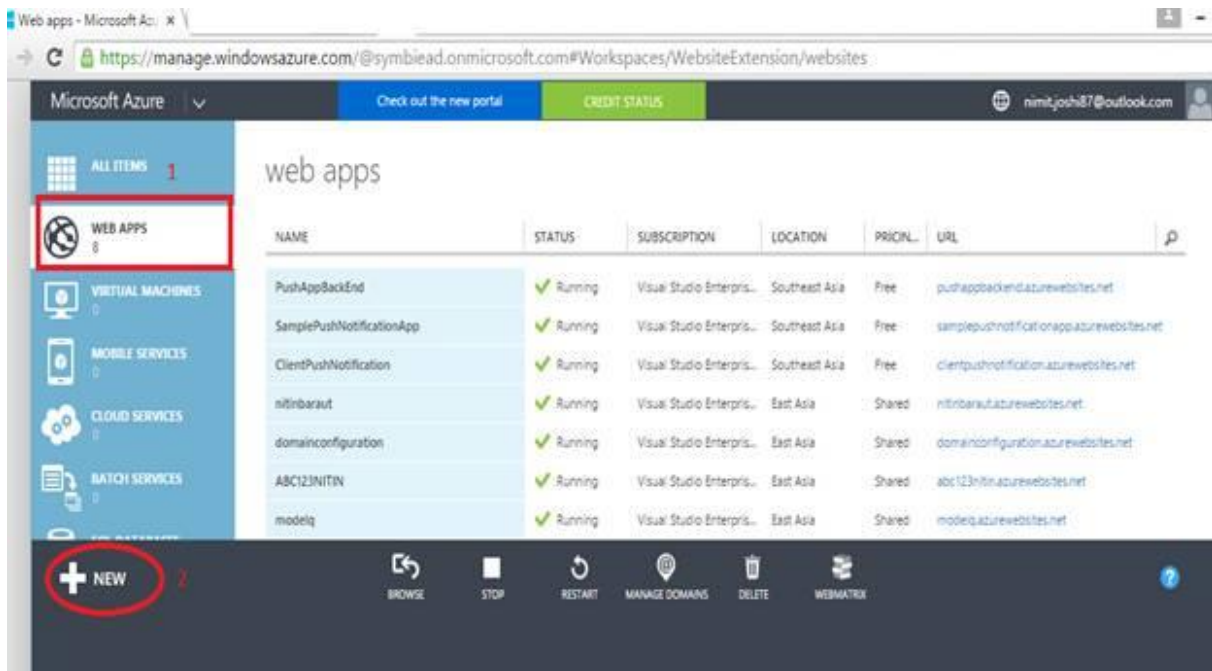 Web apps - Microsoft Az
https://manage.windowsazure.com/@symbiead.onmicrosoft.com#Workspaces/WebsiteExtension/websites
Microsoft Azure
Check out the new portal
CREDIT STATUS
nimit.joshi87@outlook.com
ALL ITEMS
1
WEB APPS
8
VIRTUAL MACHINES
0
MOBILE SERVICES
0
CLOUD SERVICES
0
BATCH SERVICES
0
web apps
NAME STATUS SUBSCRIPTION LOCATION PRICIN... URL
PushAppBackEnd Running Visual Studio Enterpris... Southeast Asia Free pushappbackend.azurewebsites.net
SamplePushNotificationApp Running Visual Studio Enterpris... Southeast Asia Free samplepushnotificationapp.azurewebsites.net
ClientPushNotification Running Visual Studio Enterpris... Southeast Asia Free clientpushnotification.azurewebsites.net
nitinbaraut Running Visual Studio Enterpris... East Asia Shared nitinbaraut.azurewebsites.net
domainconfiguration Running Visual Studio Enterpris... East Asia Shared domainconfiguration.azurewebsites.net
ABC123NITIN Running Visual Studio Enterpris... East Asia Shared abc123nitin.azurewebsites.net
modelq Running Visual Studio Enterpris... East Asia Shared modelq.azurewebsites.net
NEW
2
BROWSE
STOP
RESTART
MANAGE DOMAINS
DELETE
WEBMATRIX
?